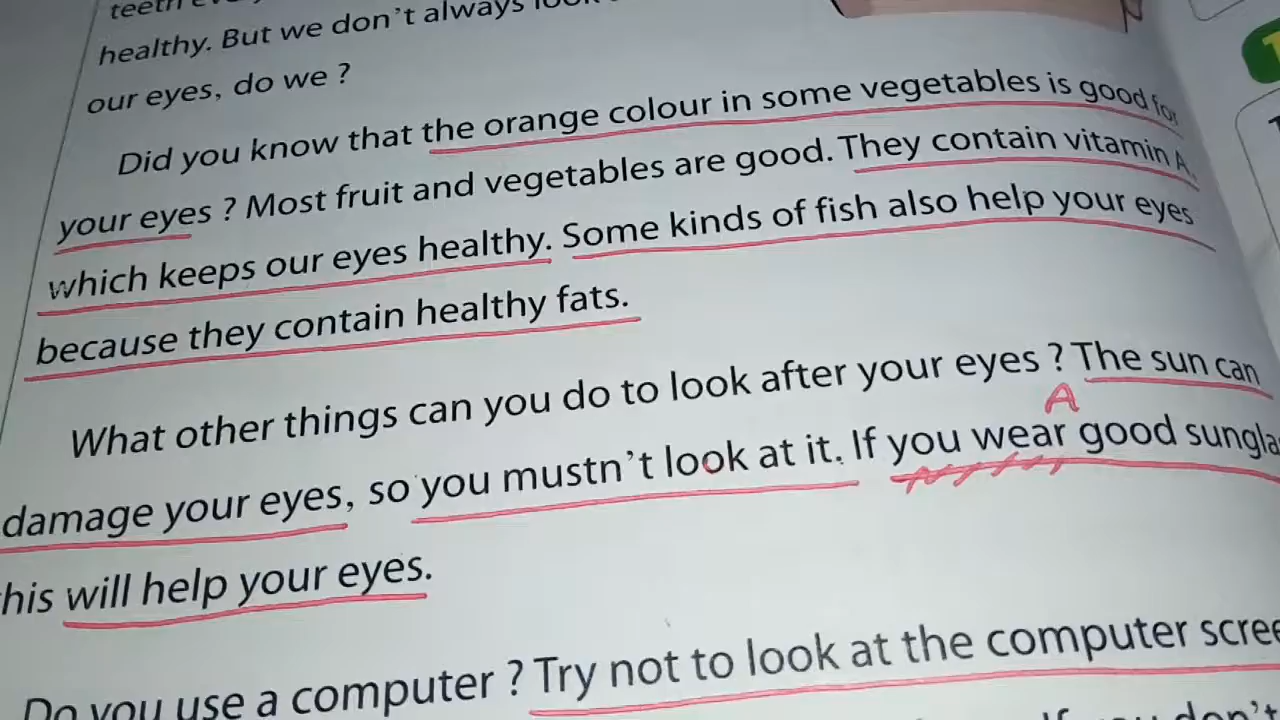 teeth
healthy. But we don't always
our eyes, do we ?
Did you know that the orange colour in some vegetables is good for
your eyes ? Most fruit and vegetables are good. They contain vitamin A,
which keeps our eyes healthy. Some kinds of fish also help your eyes
because they contain healthy fats.
What other things can you do to look after your eyes ? The sun can
A
damage your eyes, so you mustn't look at it. If you wear good
his will help your eyes.
Do you use a computer ? Try not to look at the computer
If you don't